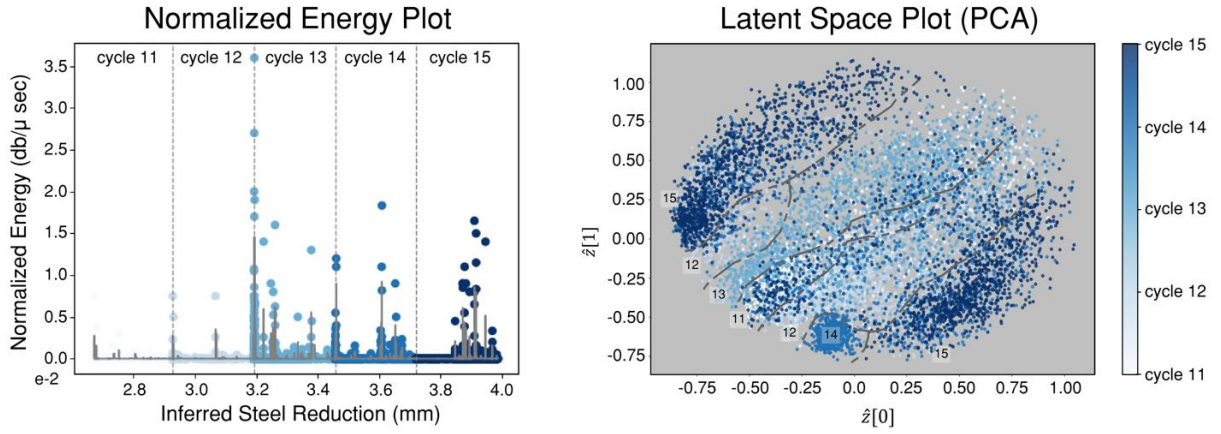 Normalized Energy Plot
Normalized Energy (db/μ sec)
3.5
3.0
2.5
2.0
1.5
1.0
0.5
0.0
e-2
cycle 11
cycle 12
cycle 13
cycle 14
cycle 15
2.8
3.0
3.2
3.4
3.6
3.8
4.0
Inferred Steel Reduction (mm)
Latent Space Plot (PCA)
ẑ[1]
1.00
0.75
0.50
0.25
0.00
-0.25
-0.50
-0.75
15
12
13
11
12
14
15
-0.75
-0.50
-0.25
0.0
0.25
0.50
0.75
1.00
ẑ[0]
cycle 15
cycle 14
cycle 13
cycle 12
cycle 11